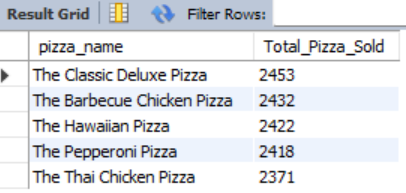 Result Grid Filter Rows:
pizza_name Total_Pizza_Sold
The Classic Deluxe Pizza 2453
The Barbecue Chicken Pizza 2432
The Hawaiian Pizza 2422
The Pepperoni Pizza 2418
The Thai Chicken Pizza 2371